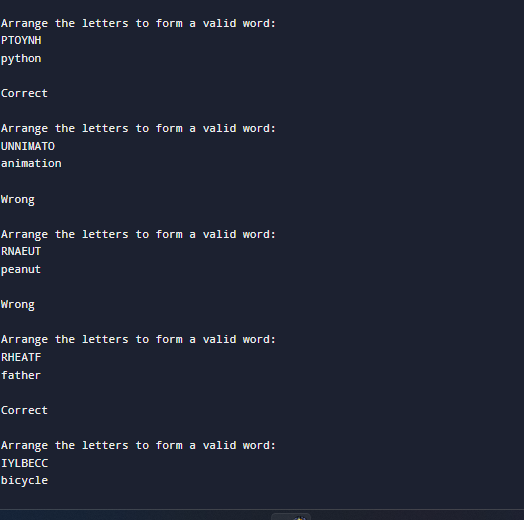 Arrange the letters to form a valid word:
PTOYNH
python
Correct
Arrange the letters to form a valid word:
UNNIMATO
animation
Wrong
Arrange the letters to form a valid word:
RNAEUT
peanut
Wrong
Arrange the letters to form a valid word:
RHEATF
father
Correct
Arrange the letters to form a valid word:
IYLBECC
bicycle